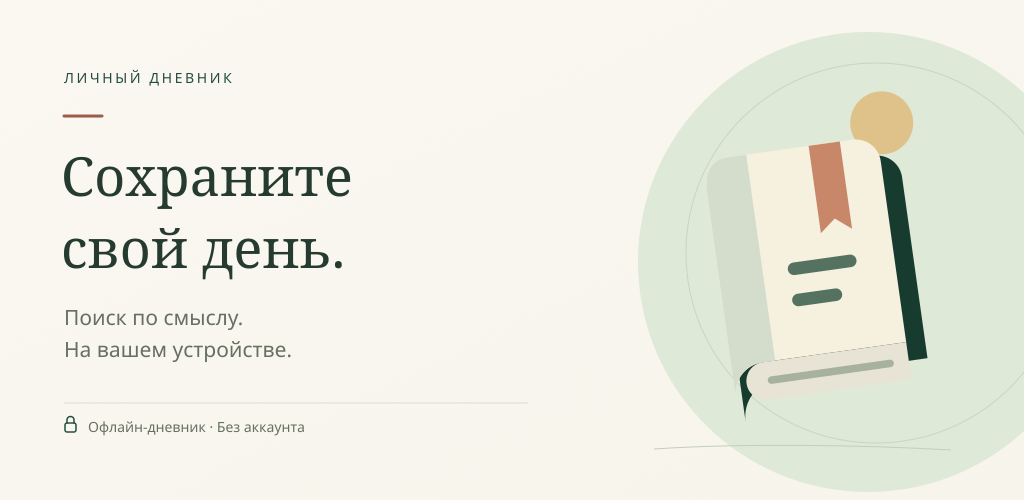 ЛИЧНЫЙ ДНЕВНИК
Сохраните
свой день.
Поиск по смыслу.
На вашем устройстве.
Офлайн-дневник · Без аккаунта